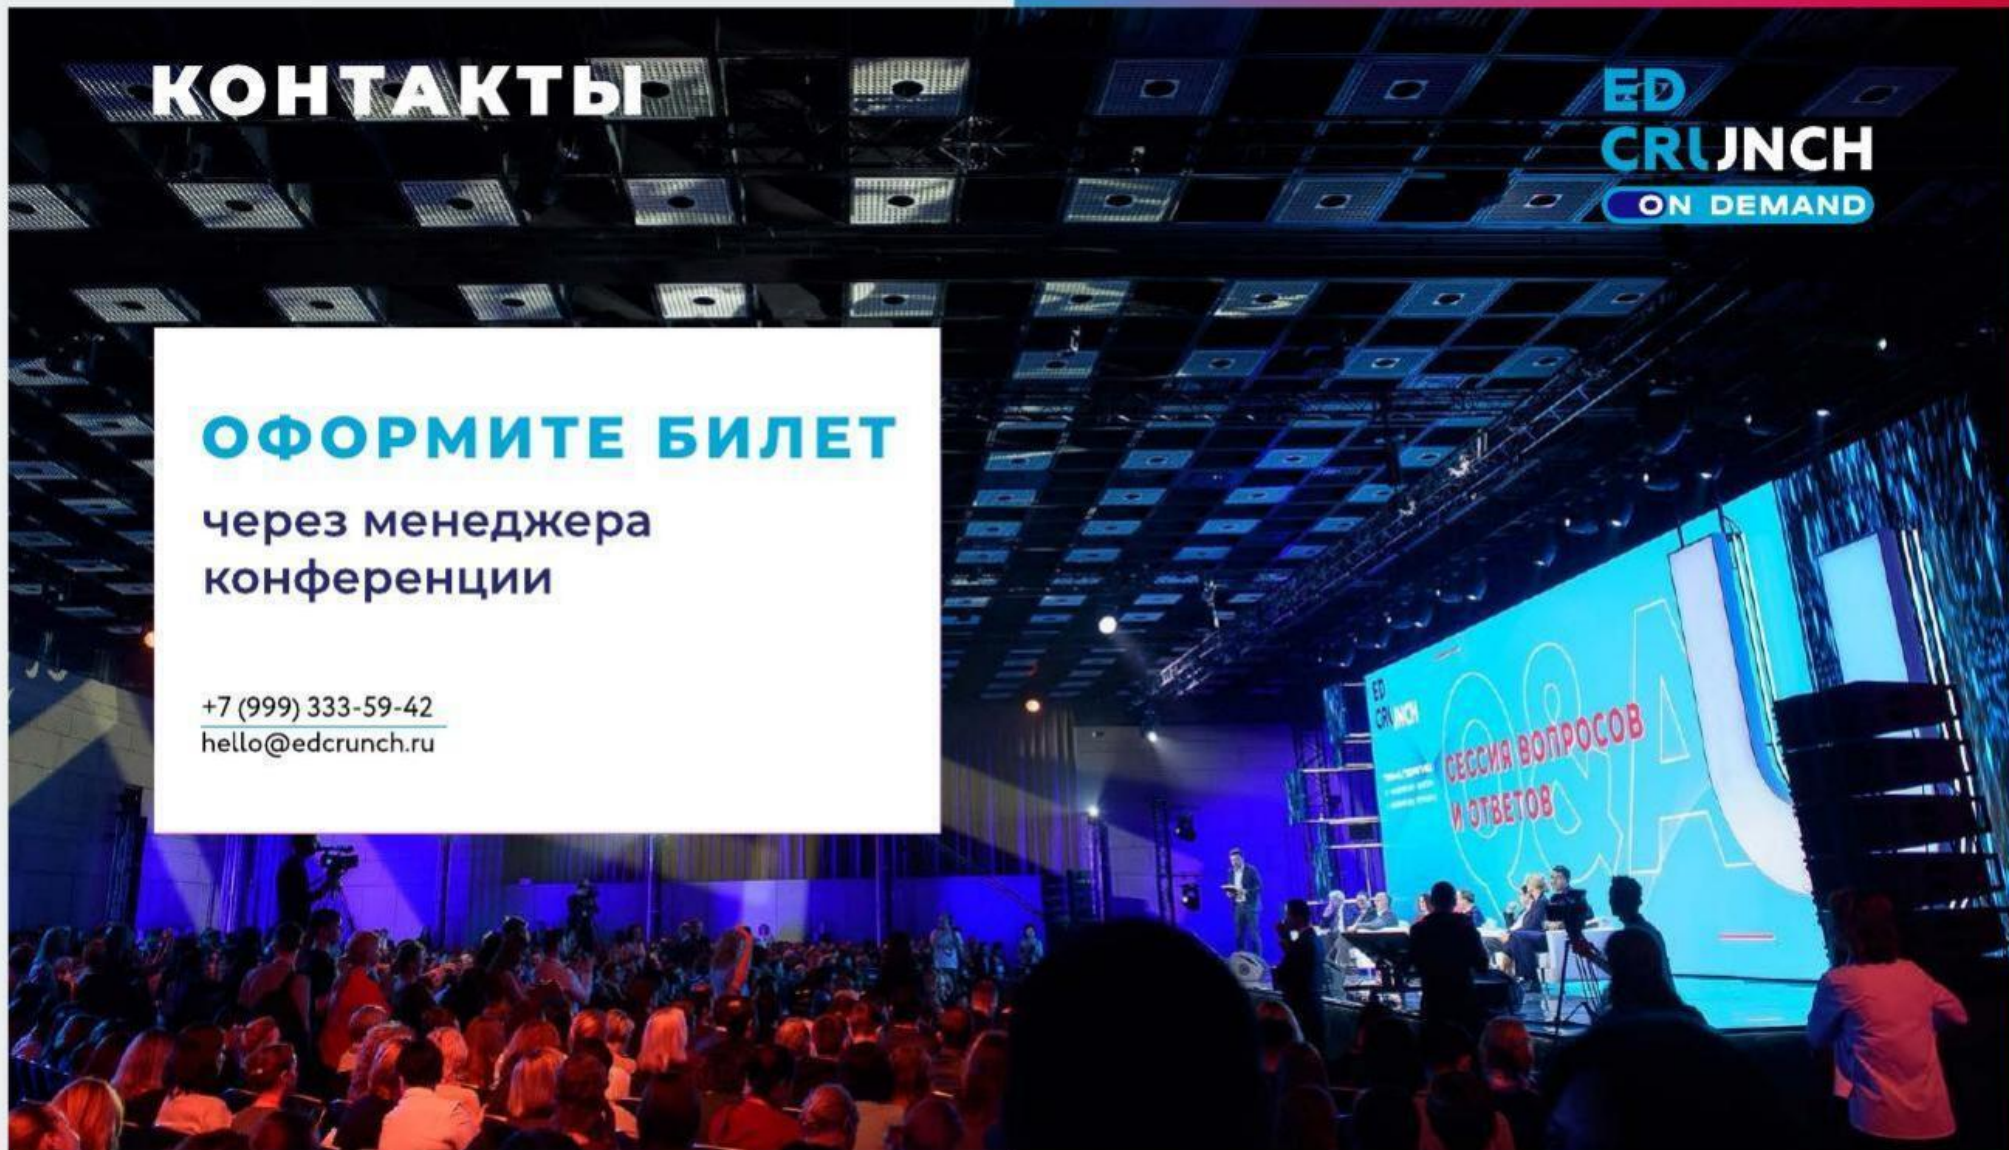 КОНТАКТЫ
ED
CRUNCH
ON DEMAND
ОФОРМИТЕ БИЛЕТ
через менеджера
конференции
+7 (999) 333-59-42
hello@edcrunch.ru
ED
CRUNCH
Q&A
СЕССИЯ ВОПРОСОВ
И ОТВЕТОВ